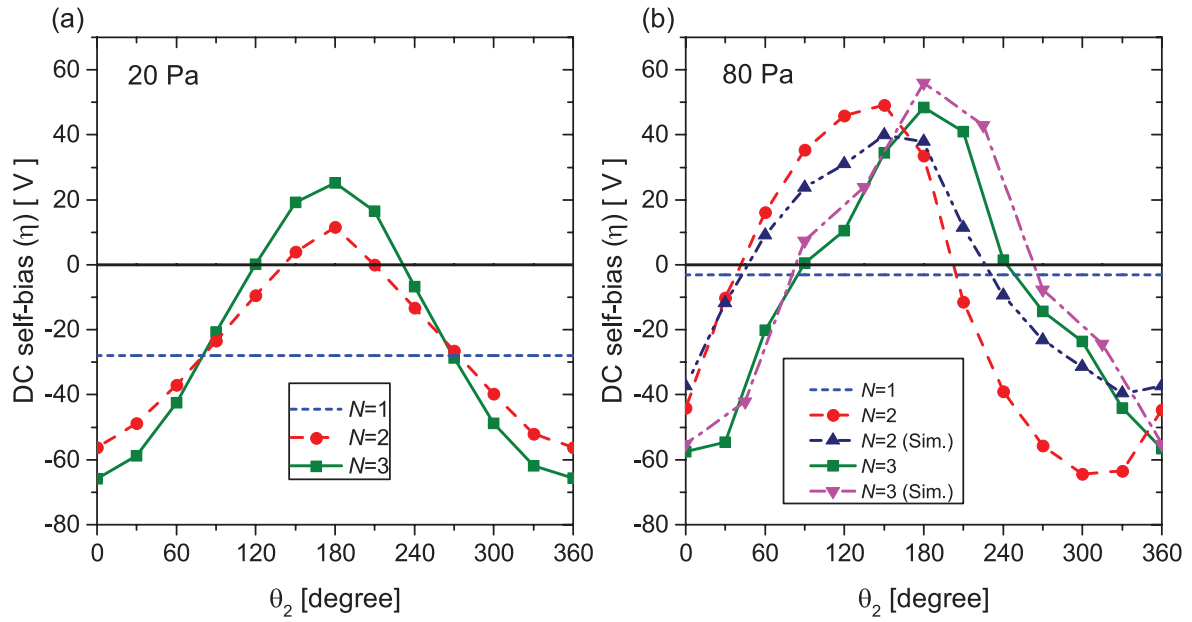 (a)
20 Pa
DC self-bias (η) [ V ]
60
40
20
0
-20
-40
-60
-80
0
60
120
180
240
300
360
θ2 [degree]
N=1
N=2
N=3
(b)
80 Pa
DC self-bias (η) [ V ]
60
40
20
0
-20
-40
-60
-80
0
60
120
180
240
300
360
θ2 [degree]
N=1
N=2
N=2 (Sim.)
N=3
N=3 (Sim.)